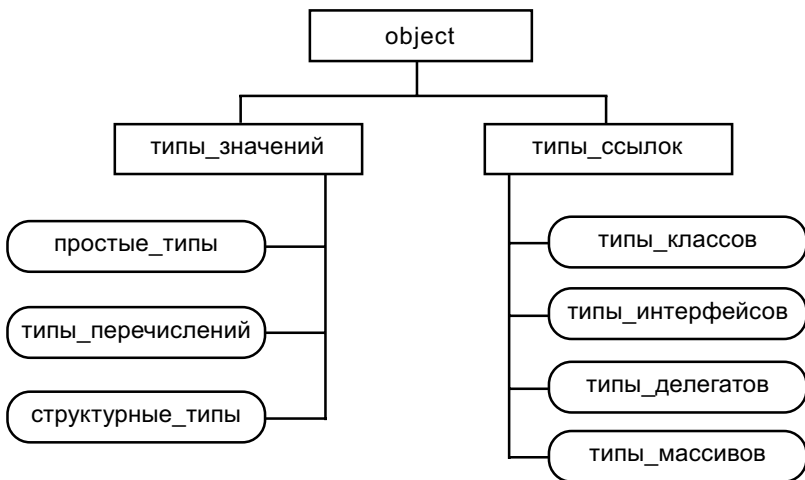 object
типы_значений
типы_ссылок
простые_типы
типы_перечислений
структурные_типы
типы_классов
типы_интерфейсов
типы_делегатов
типы_массивов